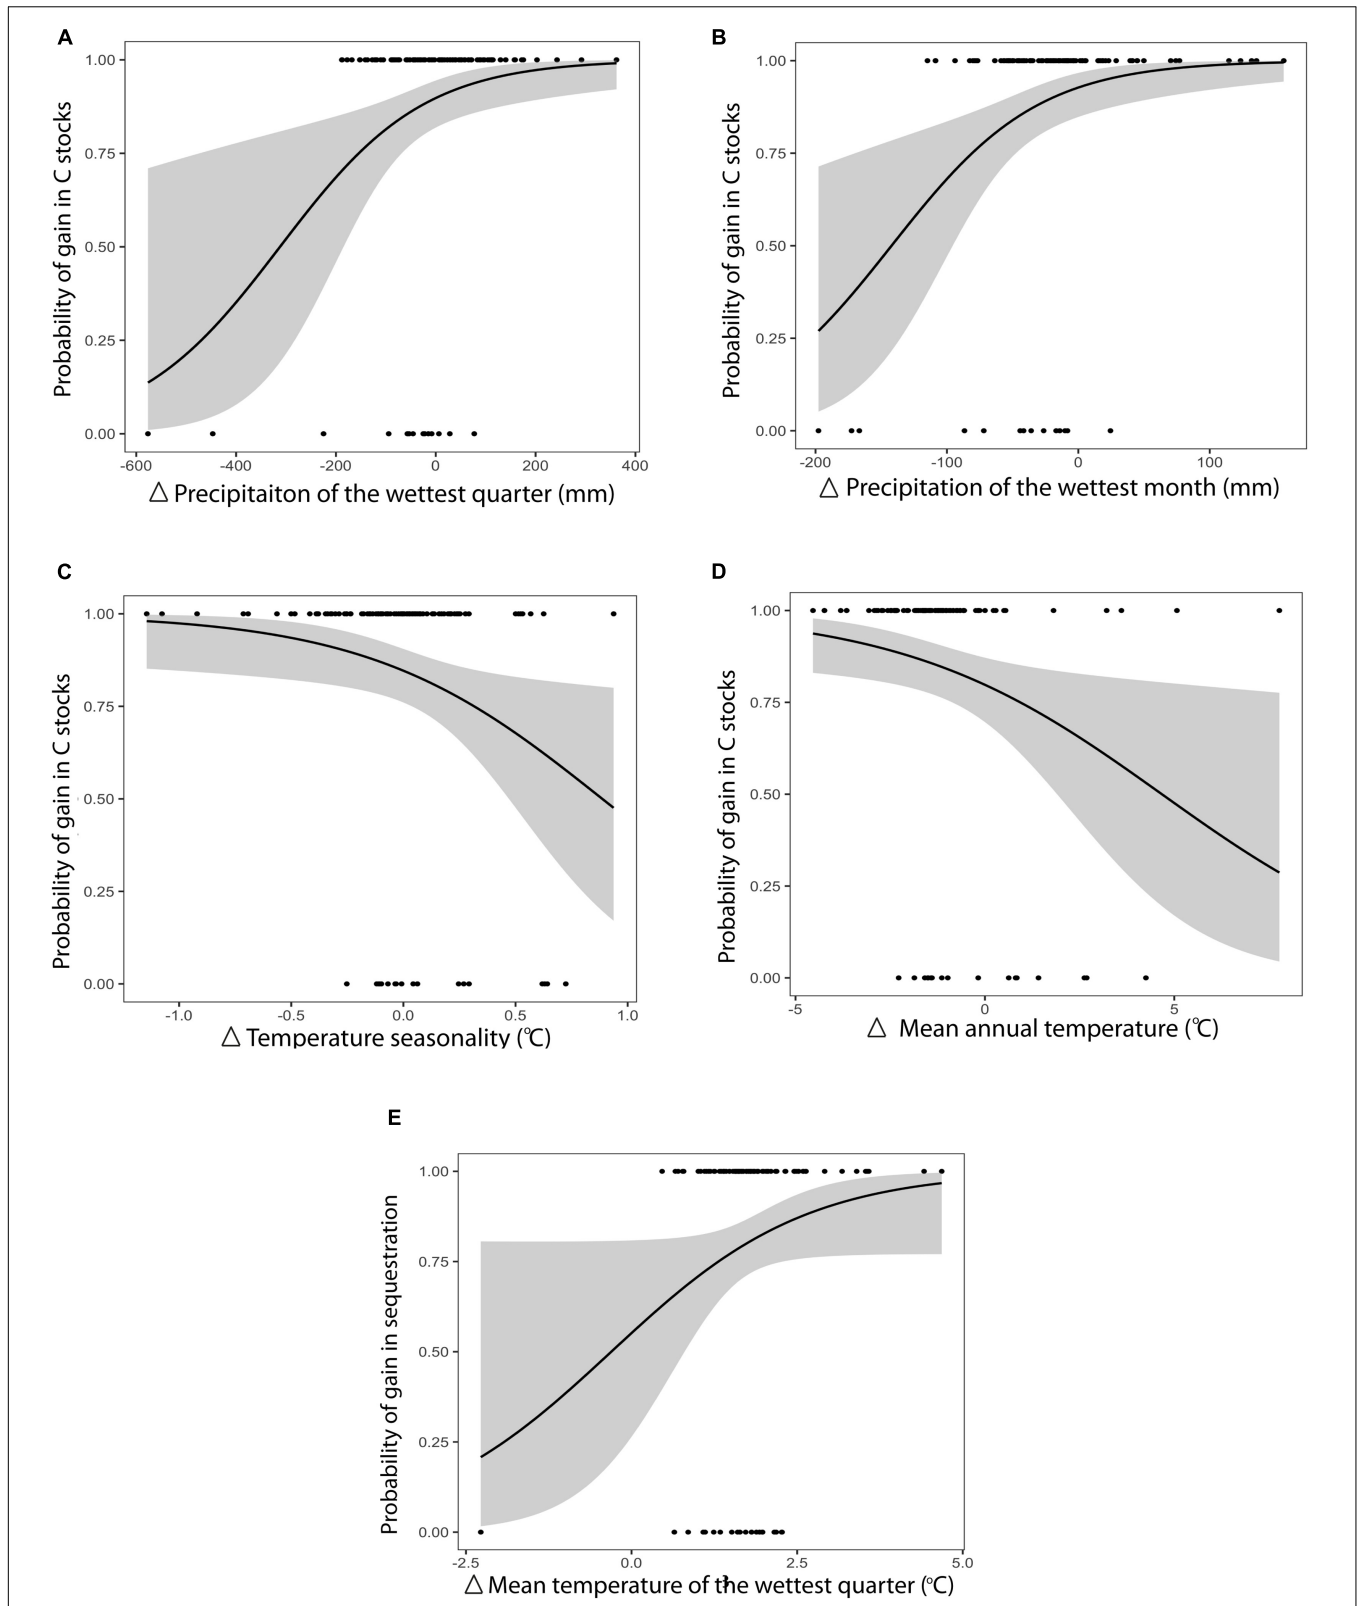 A
B
1.00
0.75
0.50
0.25
0.00
Probability of gain in C stocks
-600 -400 -200 0 200 400
△ Precipitaiton of the wettest quarter (mm)
1.00
0.75
0.50
0.25
0.00
Probability of gain in C stocks
-200 -100 0 100
△ Precipitation of the wettest month (mm)
C
D
1.00
0.75
0.50
0.25
0.00
Probability of gain in C stocks
-1.0 -0.5 0.0 0.5 1.0
△ Temperature seasonality (°C)
1.00
0.75
0.50
0.25
0.00
Probability of gain in C stocks
-5 0 5
△ Mean annual temperature (°C)
E
1.00
0.75
0.50
0.25
0.00
Probability of gain in sequestration
-2.5 0.0 2.5 5.0
△ Mean temperature of the wettest quarter (°C)